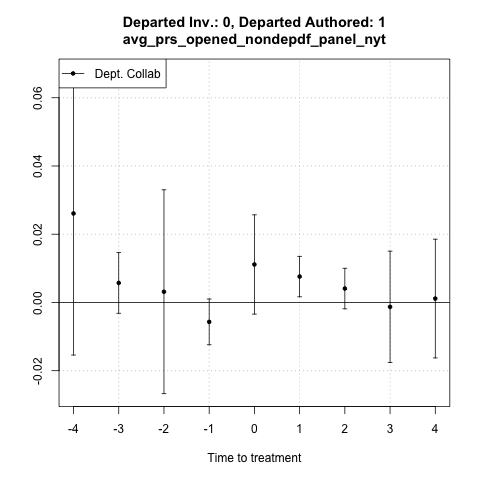 Departed Inv.: 0, Departed Authored: 1
avg_prs_opened_nondepdf_panel_nyt
Dept. Collab
0.06
0.04
0.02
0.00
-0.02
-4 -3 -2 -1 0 1 2 3 4
Time to treatment